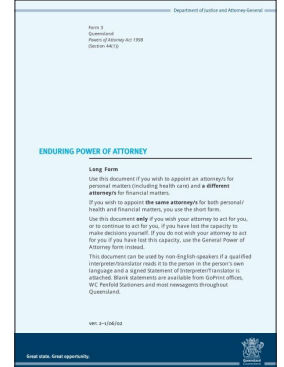 Department of Justice and Attorney-General
Form 3
Queensland
Powers of Attorney Act 1998
(Section 44(1))
ENDURING POWER OF ATTORNEY
Long Form
Use this document if you wish to appoint an attorney/s for
personal matters (including health care) and a different
attorney/s for financial matters.
If you wish to appoint the same attorney/s for both personal/
health and financial matters, you use the short form.
Use this document only if you wish your attorney to act for you,
or to continue to act for you, if you have lost the capacity to
make decisions yourself. If you do not wish your attorney to act
for you if you have lost this capacity, use the General Power of
Attorney form instead.
This document can be used by non-English-speakers if a qualified
interpreter/translator reads it to the person in the person's own
language and a signed Statement of Interpreter/Translator is
attached. Blank statements are available from GoPrint offices,
WC Penfold Stationers and most newsagents throughout
Queensland.
ver: 2–1/06/02
Great state. Great opportunity.
Queensland
Government